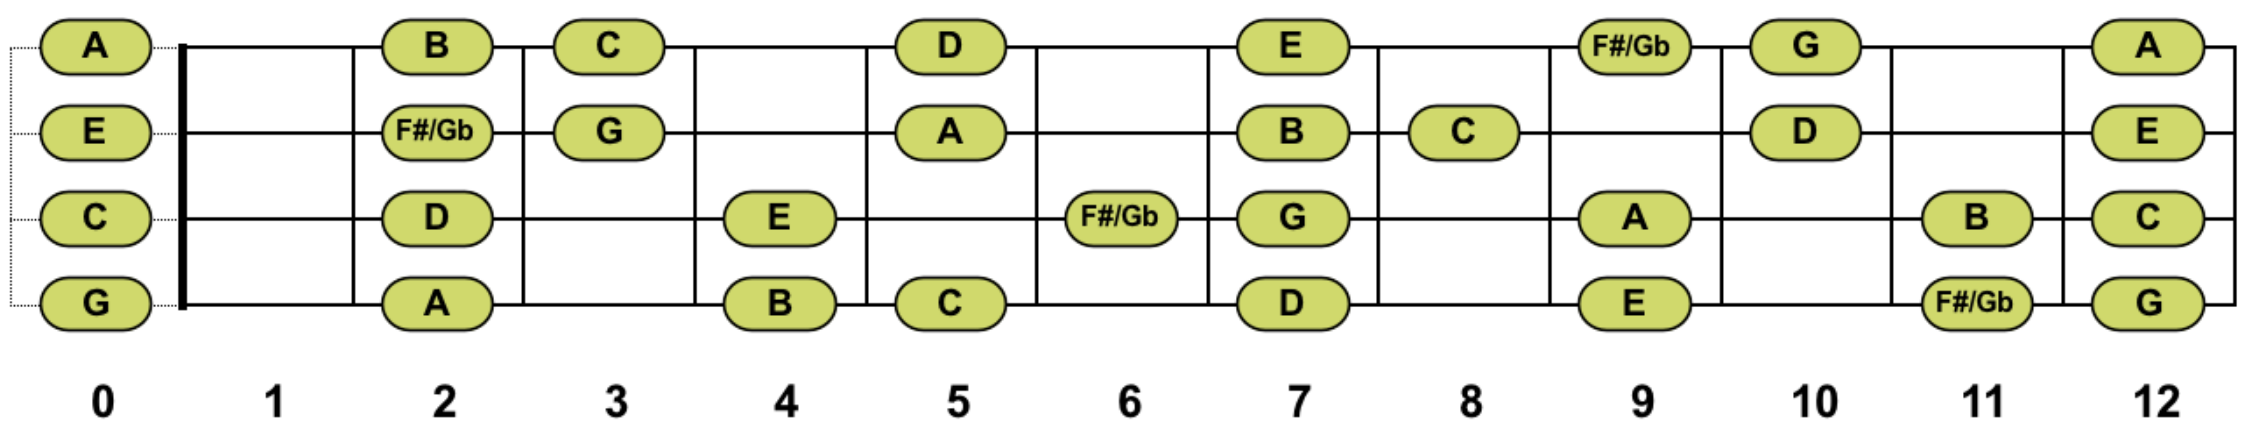 A B C D E F#/Gb G A
E F#/Gb G A B C D E
C D E F#/Gb G A B C
G A B C D E F#/Gb G
0 1 2 3 4 5 6 7 8 9 10 11 12